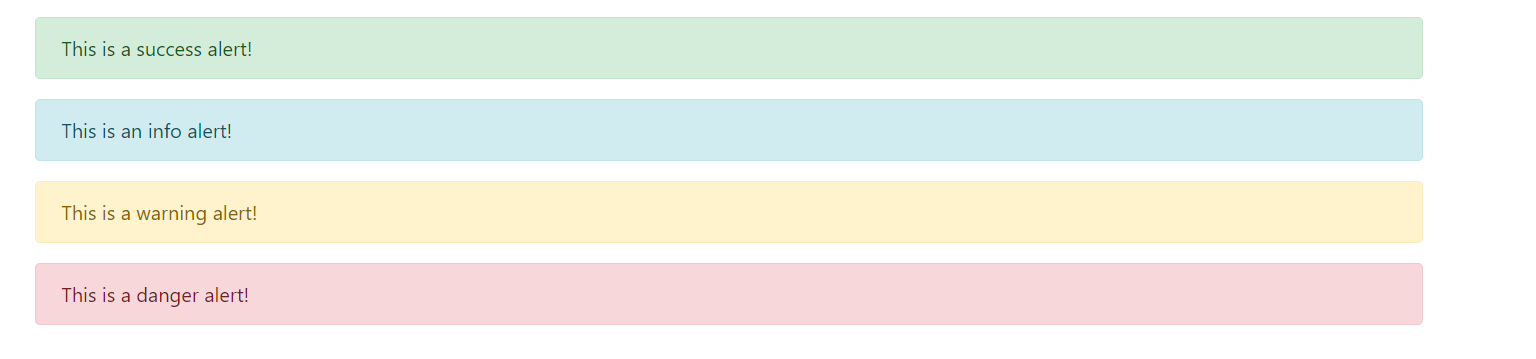 This is a success alert!
This is an info alert!
This is a warning alert!
This is a danger alert!